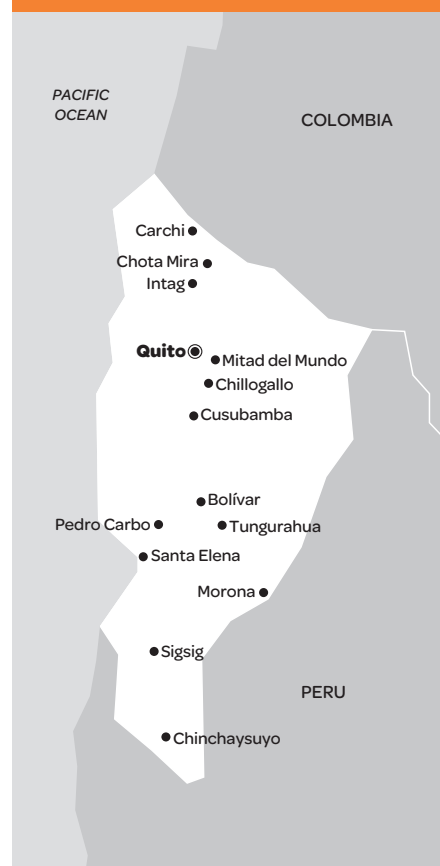 PACIFIC
OCEAN
COLOMBIA
Carchi
Chota Mira
Intag
Quito
Mitad del Mundo
Chillogallo
Cusubamba
Bolívar
Pedro Carbo
Tungurahua
Santa Elena
Morona
Sigsig
PERU
Chinchaysuyo